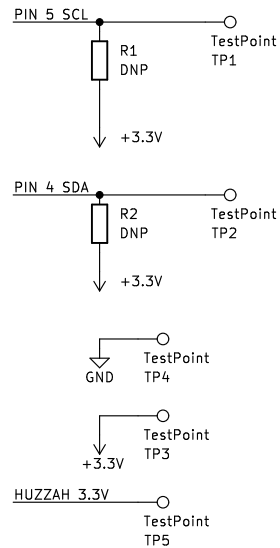 PIN 5 SCL
TestPoint
TP1
R1
DNP
+3.3V
PIN 4 SDA
TestPoint
TP2
R2
DNP
+3.3V
TestPoint
TP4
GND
TestPoint
TP3
+3.3V
HUZZAH 3.3V
TestPoint
TP5